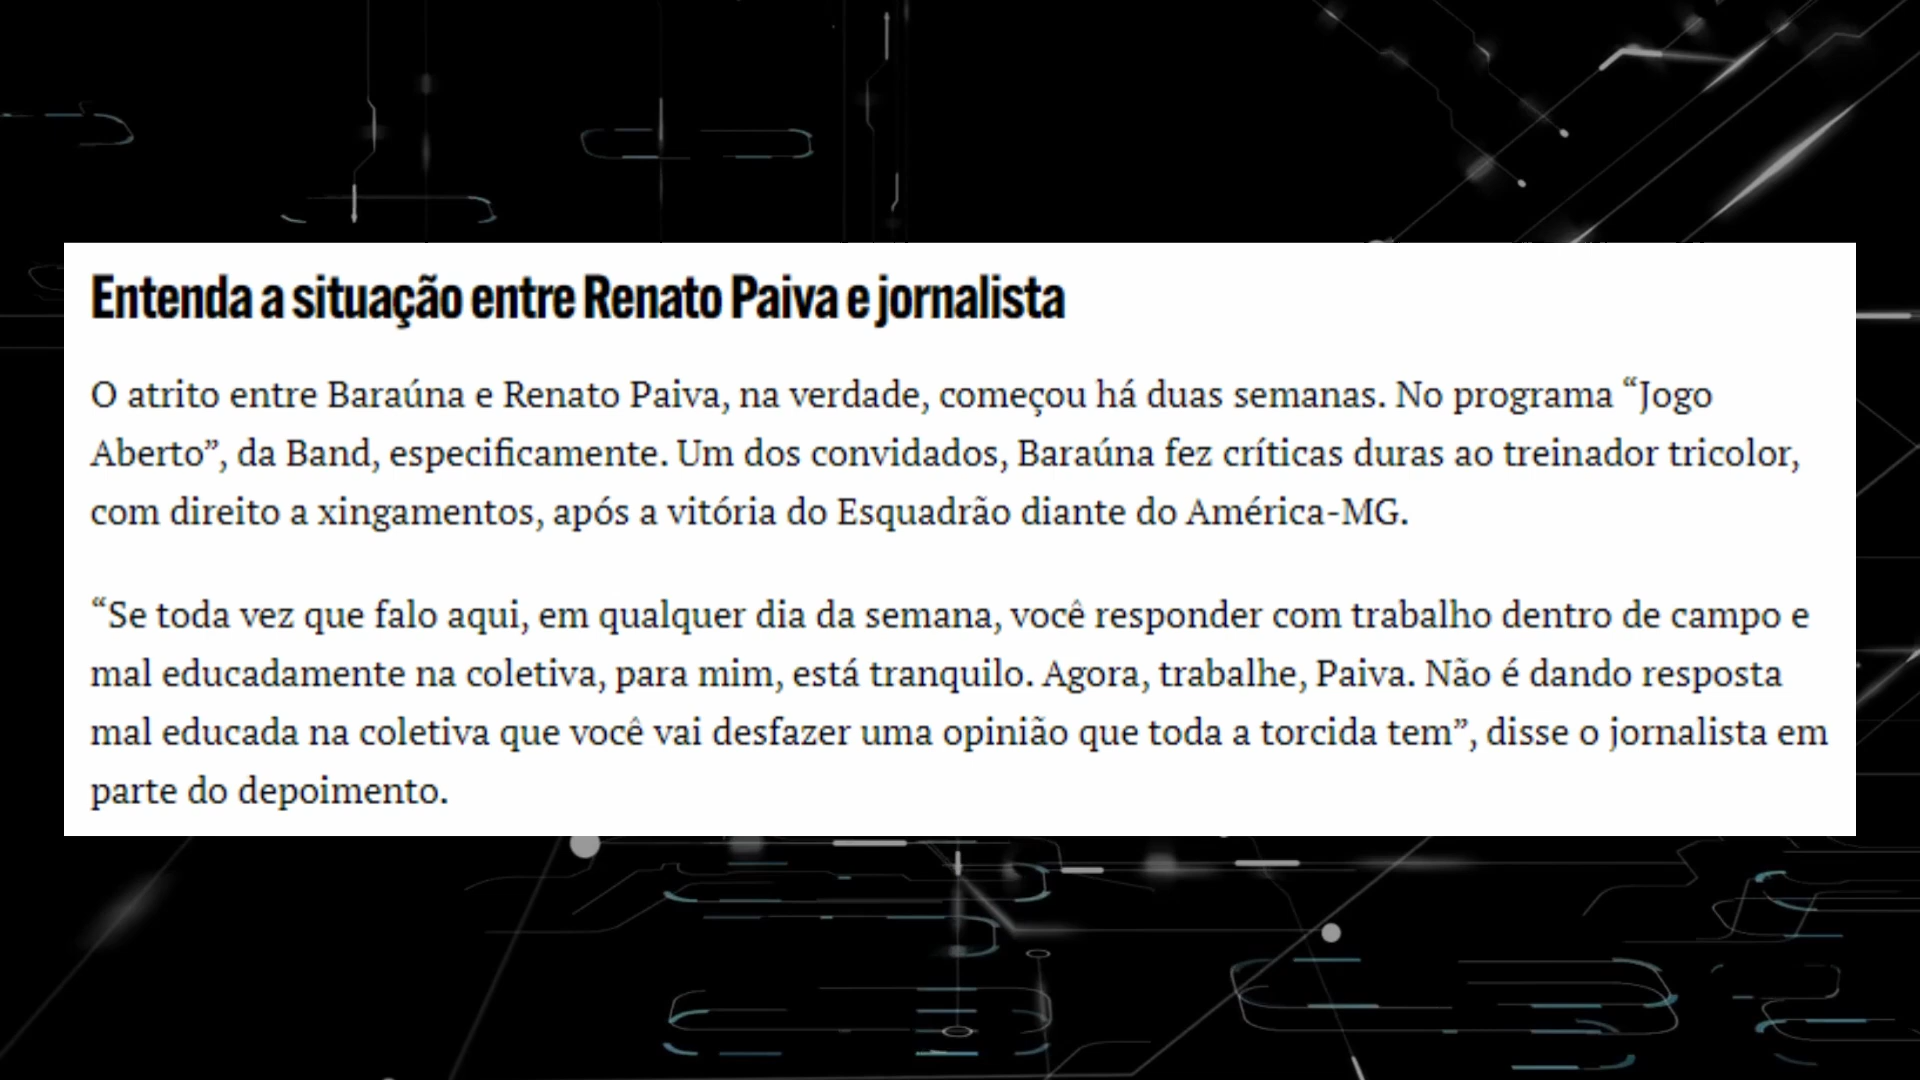 Entenda a situação entre Renato Paiva e jornalista
O atrito entre Baraúna e Renato Paiva, na verdade, começou há duas semanas. No programa “Jogo
Aberto”, da Band, especificamente. Um dos convidados, Baraúna fez críticas duras ao treinador tricolor,
com direito a xingamentos, após a vitória do Esquadrão diante do América-MG.
“Se toda vez que falo aqui, em qualquer dia da semana, você responder com trabalho dentro de campo e
mal educadamente na coletiva, para mim, está tranquilo. Agora, trabalhe, Paiva. Não é dando resposta
mal educada na coletiva que você vai desfazer uma opinião que toda a torcida tem”, disse o jornalista em
parte do depoimento.